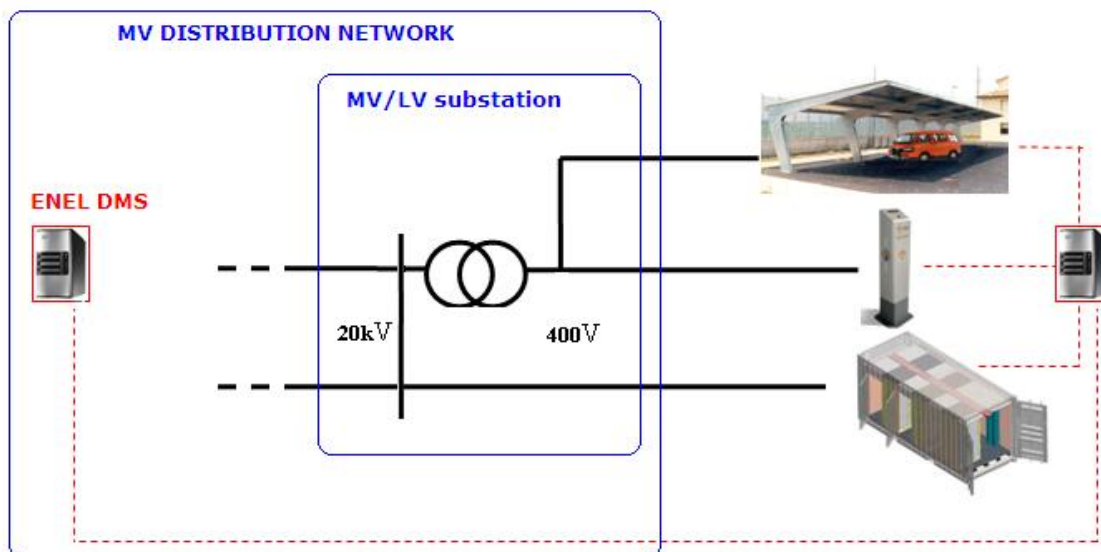 MV DISTRIBUTION NETWORK
MV/LV substation
ENEL DMS
20kV
400V